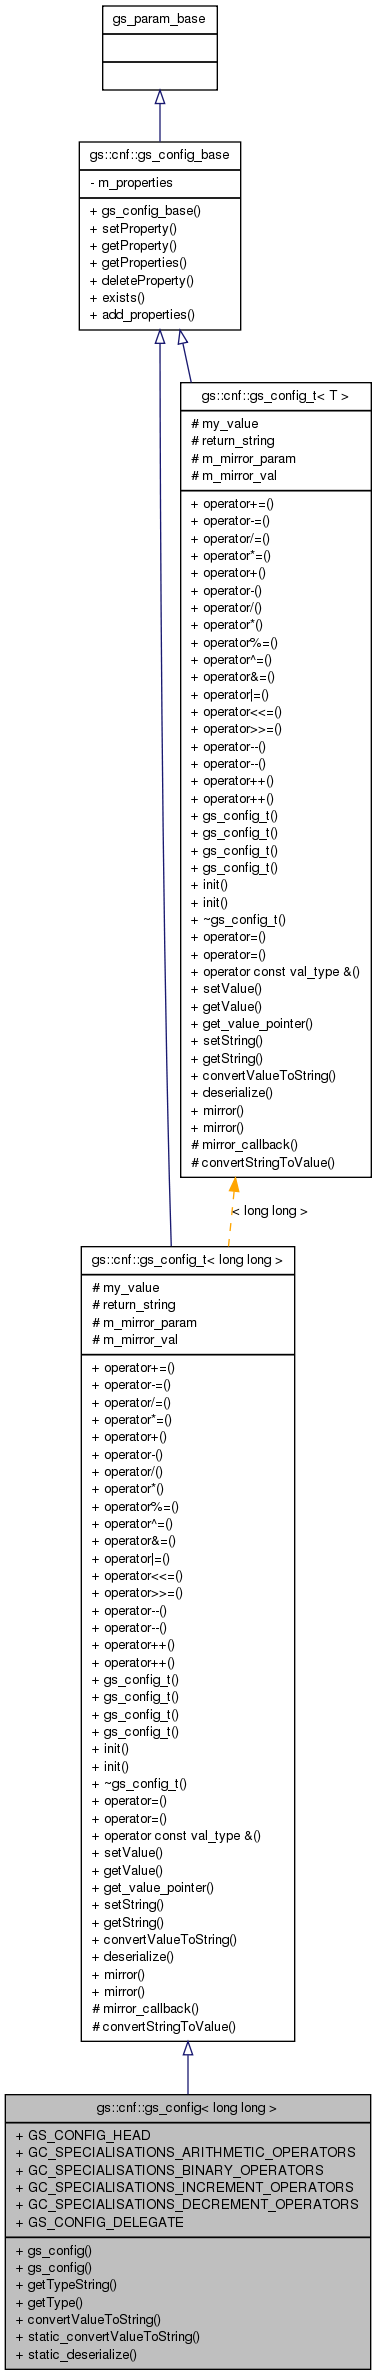 gs_param_base
gs::cnf::gs_config_base
- m_properties
+ gs_config_base()
+ setProperty()
+ getProperty()
+ getProperties()
+ deleteProperty()
+ exists()
+ add_properties()
gs::cnf::gs_config_t< T >
# my_value
# return_string
# m_mirror_param
# m_mirror_val
+ operator+=()
+ operator-=()
+ operator/=()
+ operator*=()
+ operator+()
+ operator-()
+ operator/()
+ operator*()
+ operator%=()
+ operator^=()
+ operator&=()
+ operator|=()
+ operator<<=()
+ operator>>=()
+ operator--()
+ operator--()
+ operator++()
+ operator++()
+ gs_config_t()
+ gs_config_t()
+ gs_config_t()
+ gs_config_t()
+ init()
+ init()
+ ~gs_config_t()
+ operator=()
+ operator=()
+ operator const val_type &()
+ setValue()
+ getValue()
+ get_value_pointer()
+ setString()
+ getString()
+ convertValueToString()
+ deserialize()
+ mirror()
+ mirror()
# mirror_callback()
# convertStringToValue()
< long long >
gs::cnf::gs_config_t< long long >
# my_value
# return_string
# m_mirror_param
# m_mirror_val
+ operator+=()
+ operator-=()
+ operator/=()
+ operator*=()
+ operator+()
+ operator-()
+ operator/()
+ operator*()
+ operator%=()
+ operator^=()
+ operator&=()
+ operator|=()
+ operator<<=()
+ operator>>=()
+ operator--()
+ operator--()
+ operator++()
+ operator++()
+ gs_config_t()
+ gs_config_t()
+ gs_config_t()
+ gs_config_t()
+ init()
+ init()
+ ~gs_config_t()
+ operator=()
+ operator=()
+ operator const val_type &()
+ setValue()
+ getValue()
+ get_value_pointer()
+ setString()
+ getString()
+ convertValueToString()
+ deserialize()
+ mirror()
+ mirror()
# mirror_callback()
# convertStringToValue()
gs::cnf::gs_config< long long >
+ GS_CONFIG_HEAD
+ GC_SPECIALISATIONS_ARITHMETIC_OPERATORS
+ GC_SPECIALISATIONS_BINARY_OPERATORS
+ GC_SPECIALISATIONS_INCREMENT_OPERATORS
+ GC_SPECIALISATIONS_DECREMENT_OPERATORS
+ GS_CONFIG_DELEGATE
+ gs_config()
+ gs_config()
+ getTypeString()
+ getType()
+ convertValueToString()
+ static_convertValueToString()
+ static_deserialize()